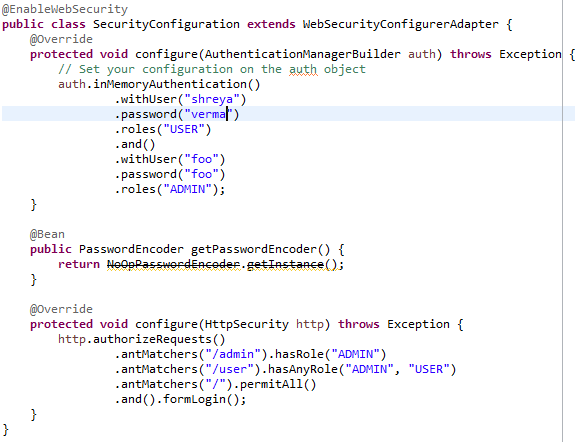 @EnableWebSecurity
public class SecurityConfiguration extends WebSecurityConfigurerAdapter {
    @Override
    protected void configure(AuthenticationManagerBuilder auth) throws Exception {
        // Set your configuration on the auth object
        auth.inMemoryAuthentication()
                .withUser("shreya")
                .password("verma")
                .roles("USER")
                .and()
                .withUser("foo")
                .password("foo")
                .roles("ADMIN");
    }
    @Bean
    public PasswordEncoder getPasswordEncoder() {
        return NoOpPasswordEncoder.getInstance();
    }
    @Override
    protected void configure(HttpSecurity http) throws Exception {
        http.authorizeRequests()
                .antMatchers("/admin").hasRole("ADMIN")
                .antMatchers("/user").hasAnyRole("ADMIN", "USER")
                .antMatchers("/").permitAll()
                .and().formLogin();
    }
}